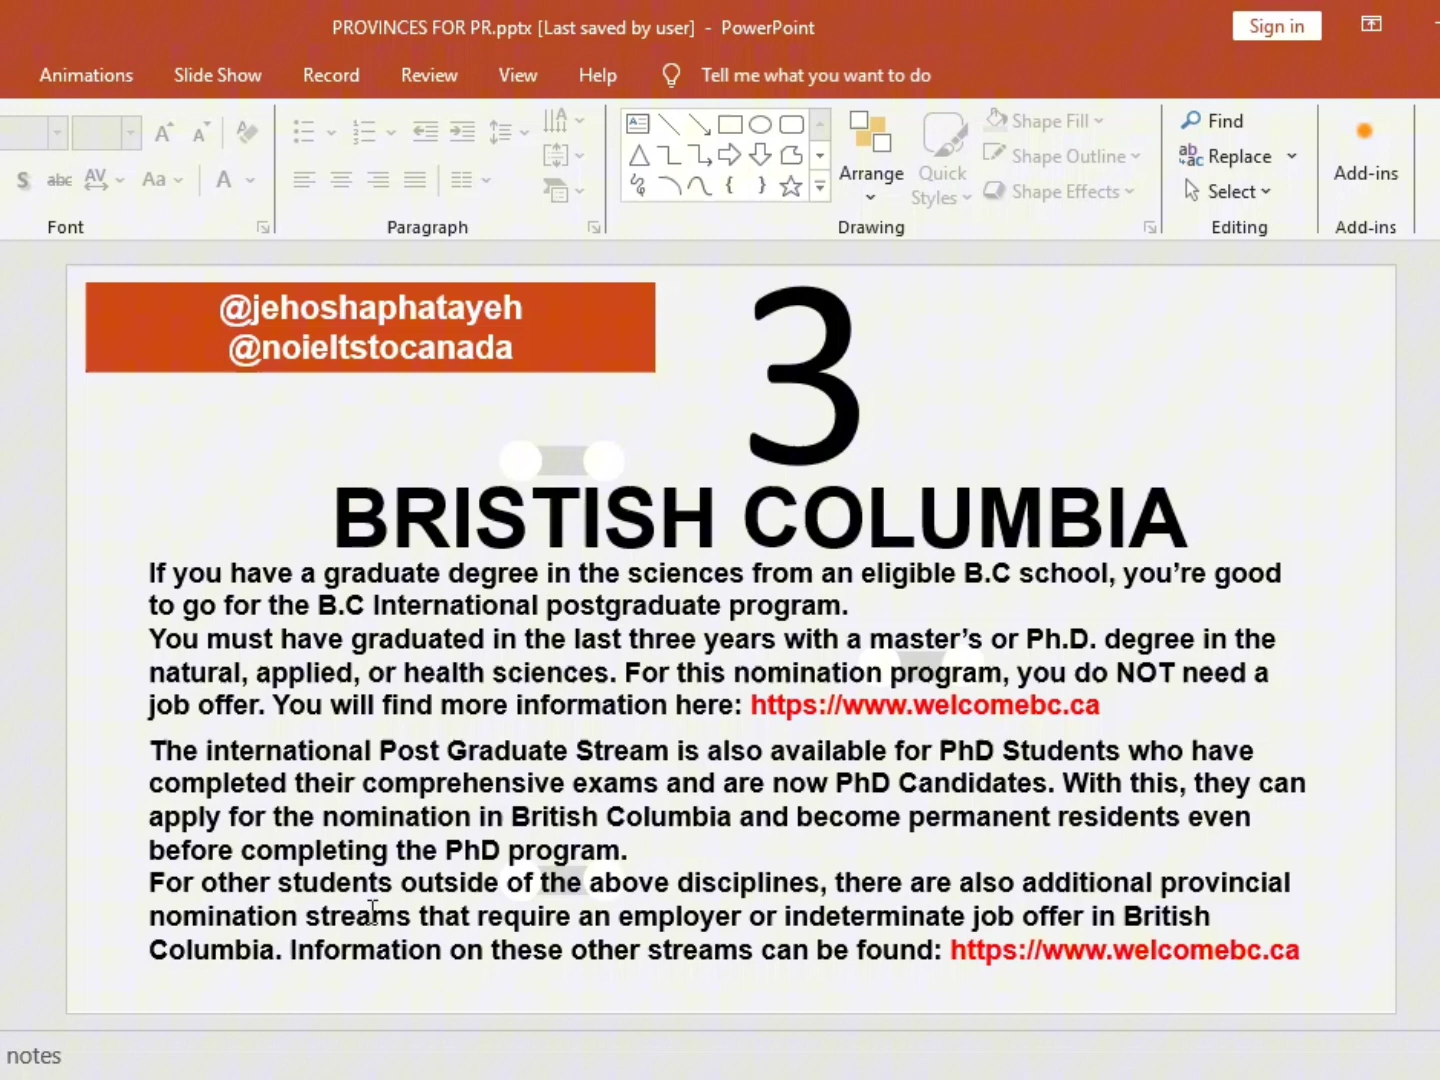 PROVINCES FOR PR.pptx [Last saved by user] - PowerPoint
Sign in
Animations Slide Show Record Review View Help Tell me what you want to do
Shape Fill
Find
Shape Outline
Replace
Arrange Quick Styles
Shape Effects
Select
Add-ins
S abc AV Aa A
Font Paragraph Drawing Editing Add-ins
@jehoshaphatayeh
@noieltstocanada
3
BRISTISH COLUMBIA
If you have a graduate degree in the sciences from an eligible B.C school, you’re good
to go for the B.C International postgraduate program.
You must have graduated in the last three years with a master’s or Ph.D. degree in the
natural, applied, or health sciences. For this nomination program, you do NOT need a
job offer. You will find more information here: https://www.welcomebc.ca
The international Post Graduate Stream is also available for PhD Students who have
completed their comprehensive exams and are now PhD Candidates. With this, they can
apply for the nomination in British Columbia and become permanent residents even
before completing the PhD program.
For other students outside of the above disciplines, there are also additional provincial
nomination streams that require an employer or indeterminate job offer in British
Columbia. Information on these other streams can be found: https://www.welcomebc.ca
notes